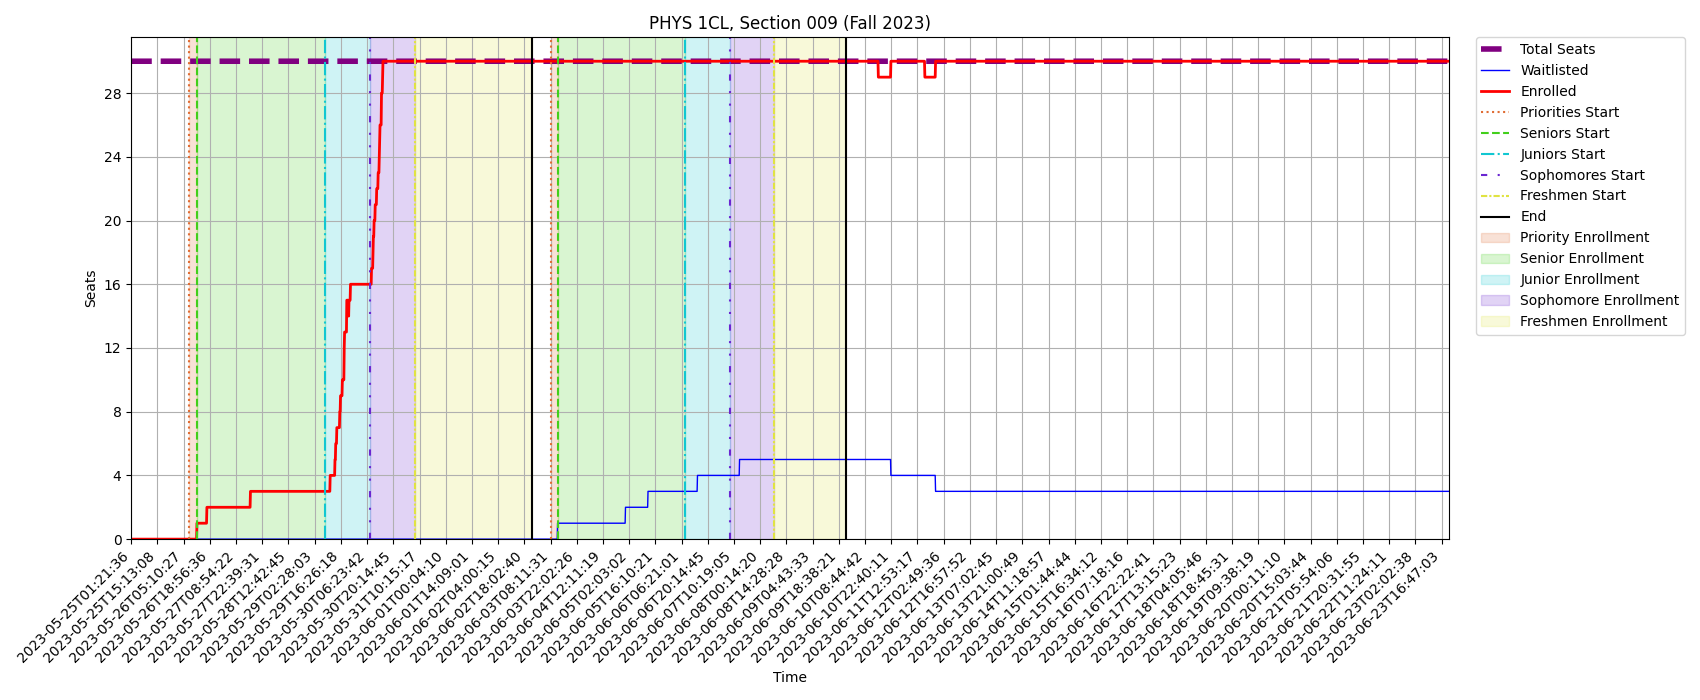 PHYS 1CL, Section 009 (Fall 2023)
Seats
28
24
20
16
12
8
4
0
2023-05-25T01:21:36
2023-05-25T15:13:08
2023-05-26T05:10:27
2023-05-26T18:56:36
2023-05-27T08:54:22
2023-05-27T22:39:31
2023-05-28T12:42:45
2023-05-29T02:28:03
2023-05-29T16:26:18
2023-05-30T06:23:42
2023-05-30T20:14:45
2023-05-31T10:15:17
2023-06-01T00:04:10
2023-06-01T14:09:01
2023-06-02T04:00:15
2023-06-02T18:02:40
2023-06-03T08:11:31
2023-06-03T22:02:26
2023-06-04T12:11:19
2023-06-05T02:03:02
2023-06-05T16:10:21
2023-06-06T06:21:01
2023-06-06T20:14:45
2023-06-07T10:19:05
2023-06-08T00:14:20
2023-06-08T14:28:28
2023-06-09T04:43:33
2023-06-09T18:38:21
2023-06-10T08:44:42
2023-06-10T22:40:11
2023-06-11T12:53:17
2023-06-12T02:49:36
2023-06-12T16:57:52
2023-06-13T07:02:45
2023-06-13T21:00:49
2023-06-14T11:18:57
2023-06-15T01:44:44
2023-06-15T16:34:12
2023-06-16T07:18:16
2023-06-16T22:22:41
2023-06-17T13:15:23
2023-06-18T04:05:46
2023-06-18T18:45:31
2023-06-19T09:38:19
2023-06-20T00:11:10
2023-06-20T15:03:44
2023-06-21T05:54:06
2023-06-21T20:31:55
2023-06-22T11:24:11
2023-06-23T02:02:38
2023-06-23T16:47:03
Time
Total Seats
Waitlisted
Enrolled
Priorities Start
Seniors Start
Juniors Start
Sophomores Start
Freshmen Start
End
Priority Enrollment
Senior Enrollment
Junior Enrollment
Sophomore Enrollment
Freshmen Enrollment